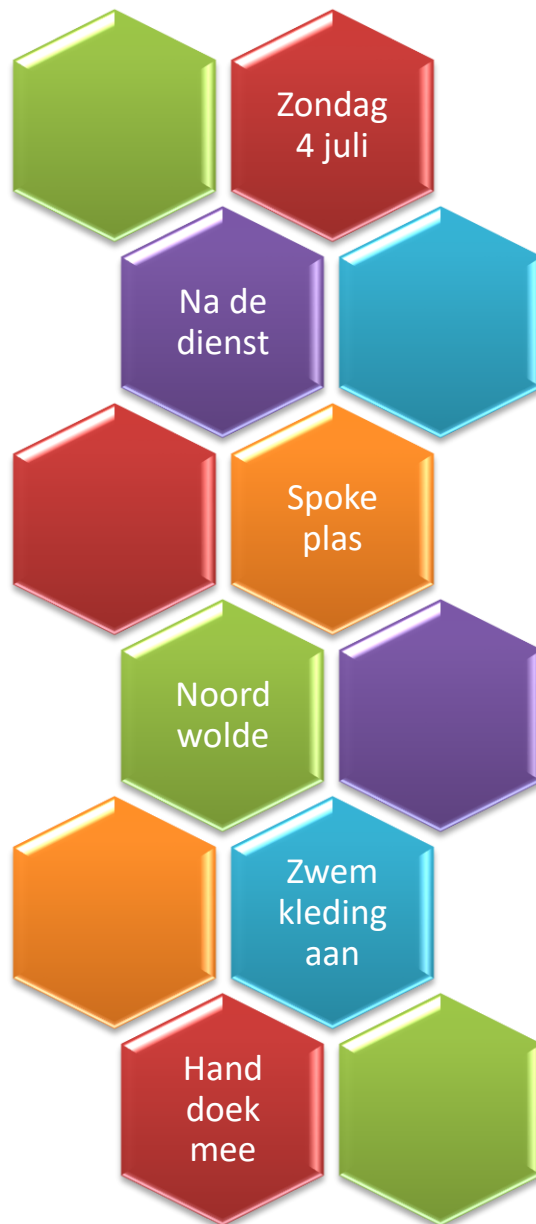 Zondag
4 juli
Na de
dienst
Spoke
plas
Noord
wolde
Zwem
kleding
aan
Hand
doek
mee